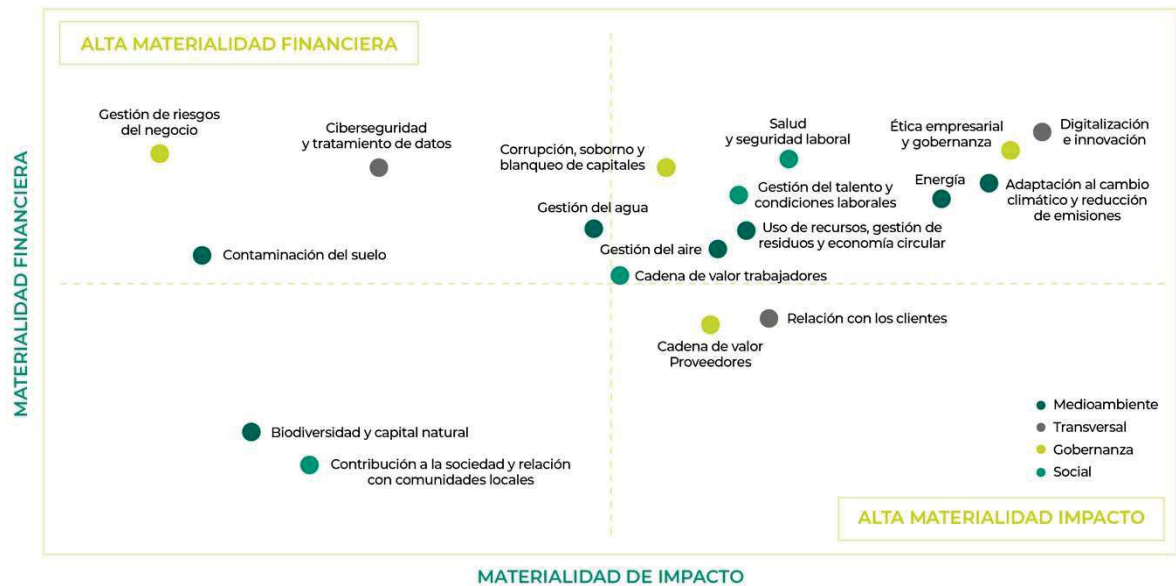 ALTA MATERIALIDAD FINANCIERA
Gestión de riesgos
del negocio
Ciberseguridad
y tratamiento de datos
Corrupción, soborno y
blanqueo de capitales
Salud
y seguridad laboral
Ética empresarial
y gobernanza
Digitalización
e innovación
Gestión del talento y
condiciones laborales
Energía
Adaptación al cambio
climático y reducción
de emisiones
Gestión del agua
Uso de recursos, gestión de
residuos y economía circular
Gestión del aire
Contaminación del suelo
Cadena de valor trabajadores
Relación con los clientes
Cadena de valor
Proveedores
Biodiversidad y capital natural
Contribución a la sociedad y relación
con comunidades locales
Medioambiente
Transversal
Gobernanza
Social
ALTA MATERIALIDAD IMPACTO
MATERIALIDAD FINANCIERA
MATERIALIDAD DE IMPACTO